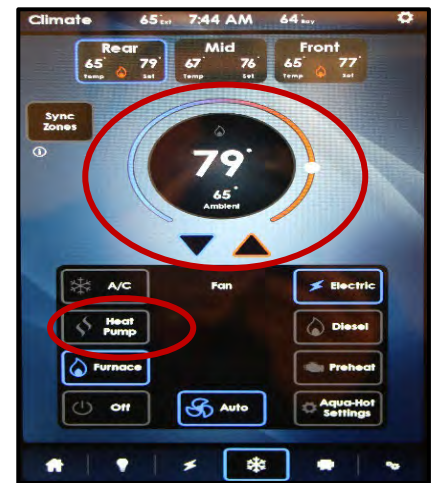 Climate 65° Ext 7:44 AM 64° Bay
Rear Mid Front
65° 79° 67° 76° 65° 77°
Temp Set Temp Set Temp Set
Sync
Zones
79°
65°
Ambient
A/C Fan Electric
Heat
Pump
Diesel
Furnace Preheat
Off Auto Aqua-Hot
Settings